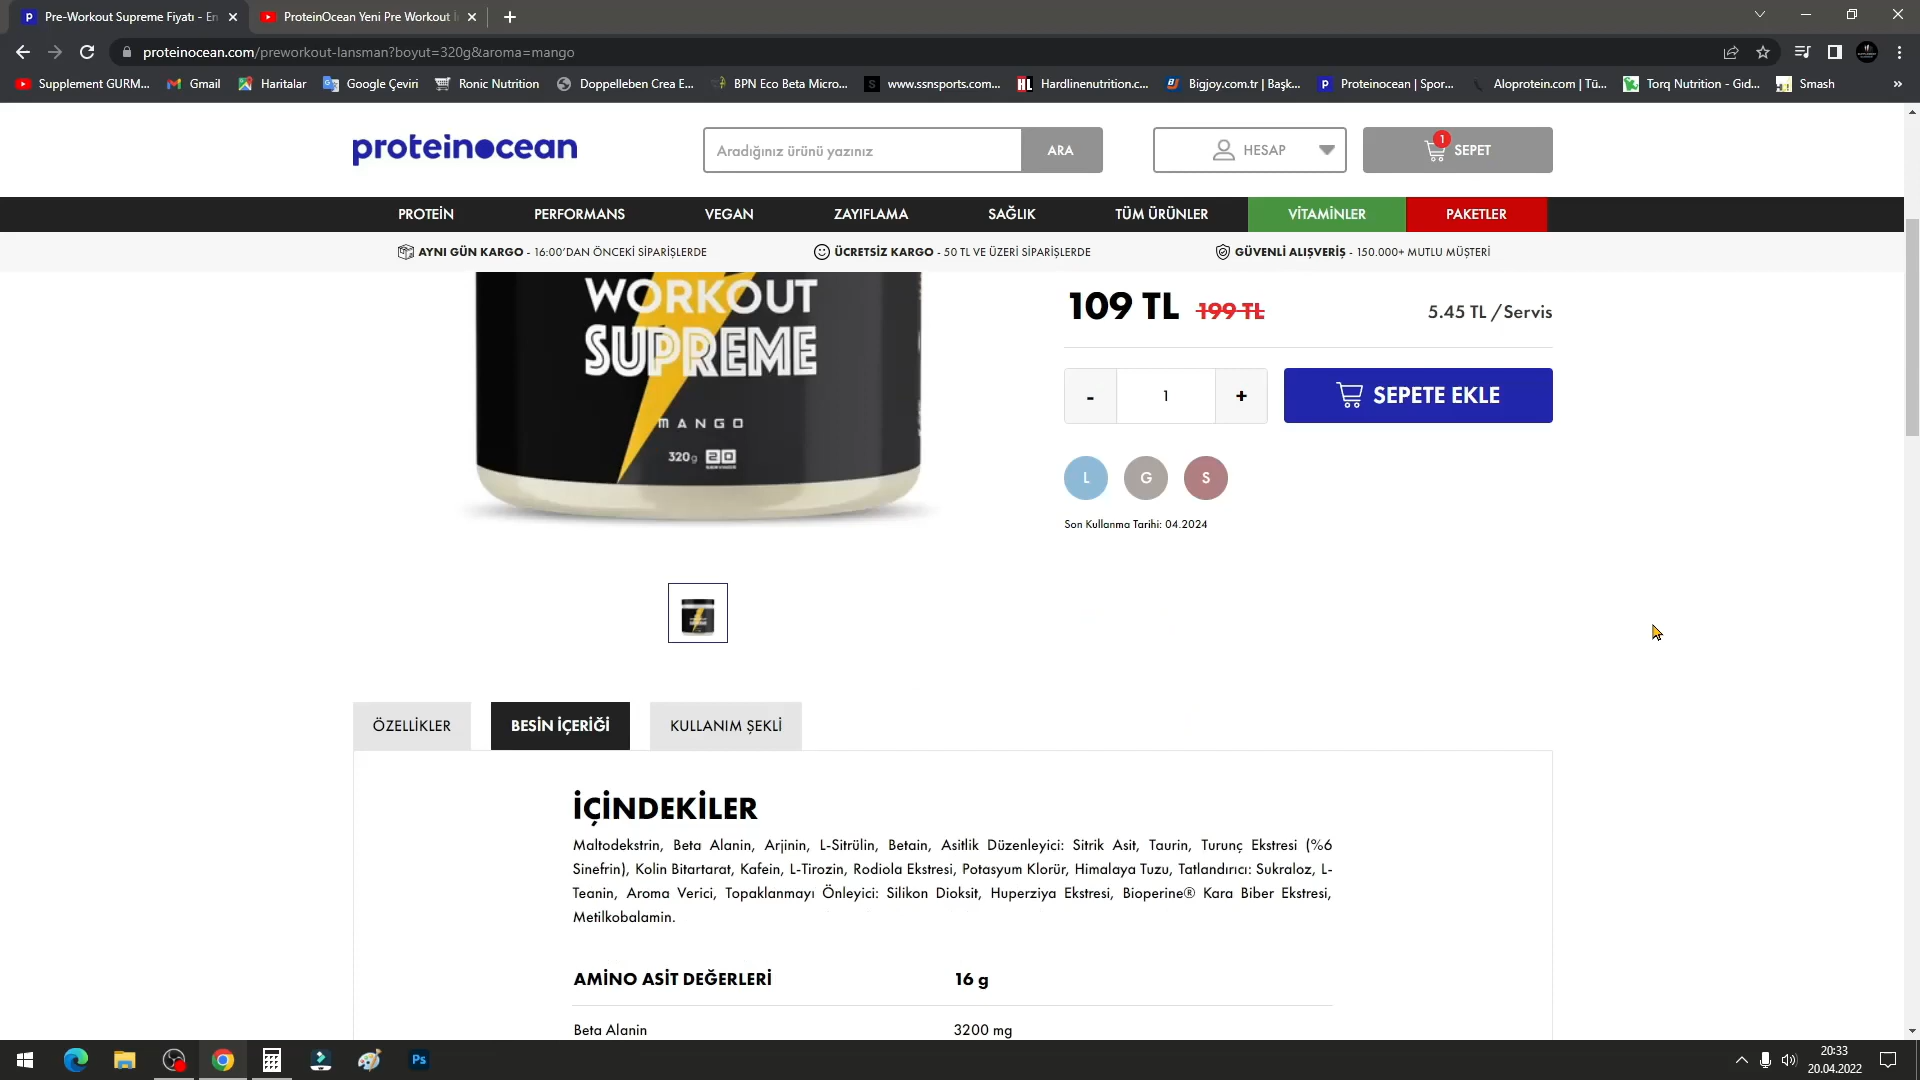 Pre-Workout Supreme Fiyatı - En
ProteinOcean Yeni Pre Workout İ
proteinocean.com/preworkout-lansman?boyut=320g&aroma=mango
Supplement GURM...
Gmail
Haritalar
Google Çeviri
Ronic Nutrition
Doppelleben Crea E...
BPN Eco Beta Micro...
www.ssnsports.com...
Hardlinenutrition.c...
Bigjoy.com.tr | Başk...
Proteinocean | Spor...
Aloprotein.com | Tü...
Torq Nutrition - Gıd...
Smash
»
proteinocean
Aradığınız ürünü yazınız
ARA
HESAP
1
SEPET
PROTEİN
PERFORMANS
VEGAN
ZAYIFLAMA
SAĞLIK
TÜM ÜRÜNLER
VİTAMİNLER
PAKETLER
AYNI GÜN KARGO - 16:00'DAN ÖNCEKİ SİPARİŞLERDE
ÜCRETSİZ KARGO - 50 TL VE ÜZERİ SİPARİŞLERDE
GÜVENLİ ALIŞVERİŞ - 150.000+ MUTLU MÜŞTERİ
WORKOUT
SUPREME
MANGO
320g 20
109 TL 199 TL
5.45 TL /Servis
- 1 +
SEPETE EKLE
L G S
Son Kullanma Tarihi: 04.2024
ÖZELLİKLER
BESİN İÇERİĞİ
KULLANIM ŞEKLİ
İÇİNDEKİLER
Maltodekstrin, Beta Alanin, Arjinin, L-Sitrülin, Betain, Asitlik Düzenleyici: Sitrik Asit, Taurin, Turunç Ekstresi (%6
Sinefrin), Kolin Bitartarat, Kafein, L-Tirozin, Rodiola Ekstresi, Potasyum Klorür, Himalaya Tuzu, Tatlandırıcı: Sukraloz, L-
Teanin, Aroma Verici, Topaklanmayı Önleyici: Silikon Dioksit, Huperziya Ekstresi, Bioperine® Kara Biber Ekstresi,
Metilkobalamin.
AMİNO ASİT DEĞERLERİ 16 g
Beta Alanin 3200 mg
Ps
20:33
20.04.2022